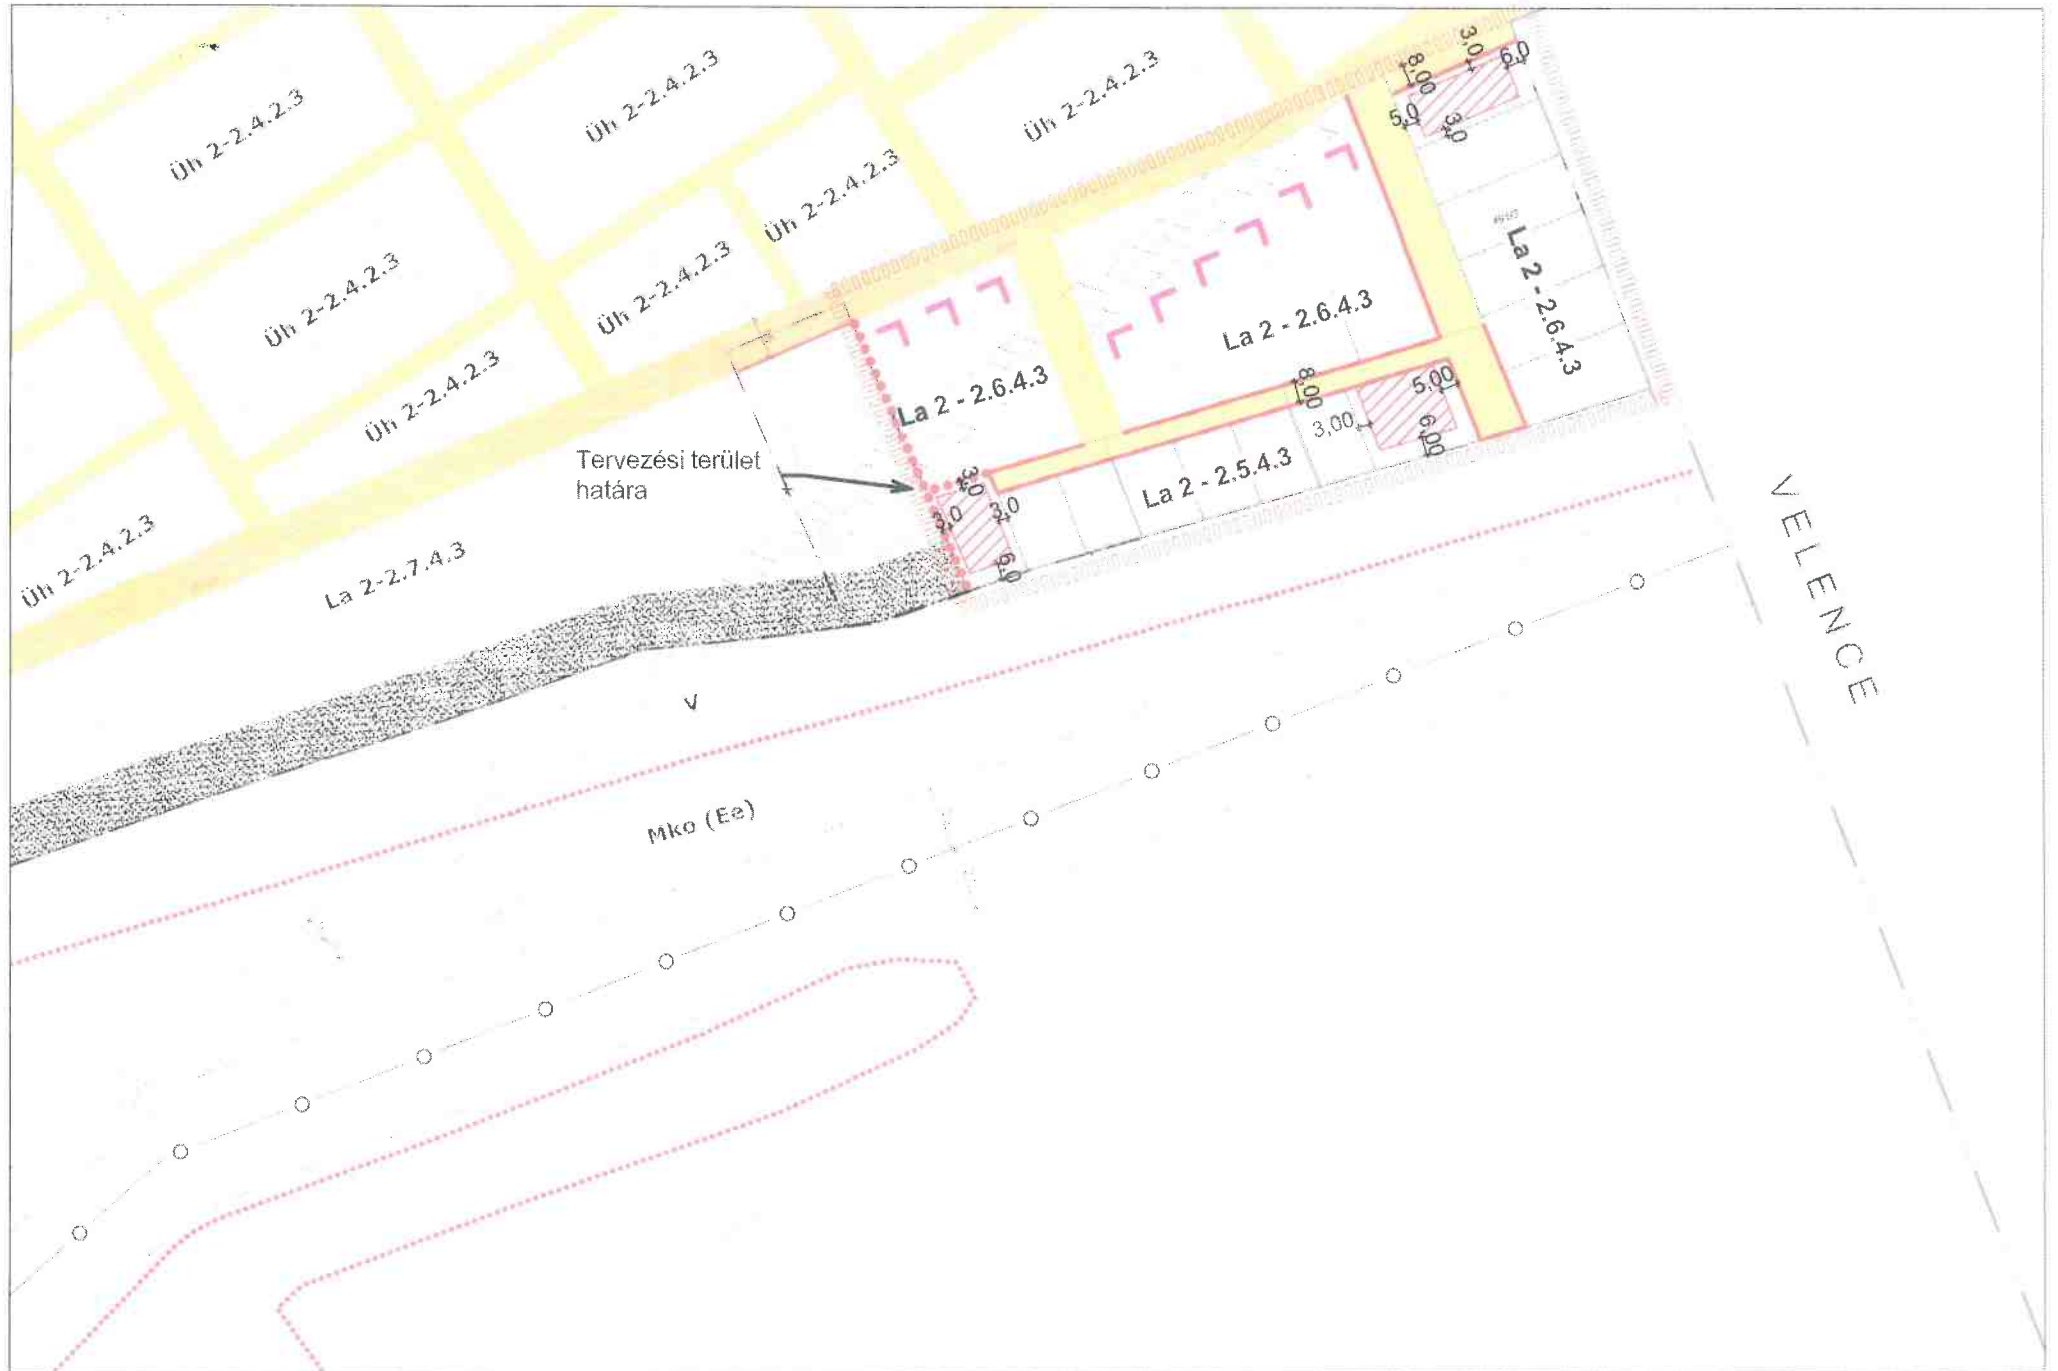 Üh 2-2.4.2.3
Üh 2-2.4.2.3
Üh 2-2.4.2.3
Üh 2-2.4.2.3
Üh 2-2.4.2.3
Üh 2-2.4.2.3
Üh 2-2.4.2.3
Üh 2-2.4.2.3
3,0
6,0
8,00
5,0
3,0
La 2 - 2.6.4.3
La 2 - 2.6.4.3
La 2 - 2.6.4.3
8,00
5,00
3,00
6,00
Tervezési terület
határa
3,0
3,0
3,0
6,0
La 2 - 2.5.4.3
Üh 2-2.4.2.3
La 2-2.7.4.3
VELENCE
V
Mko (Ee)